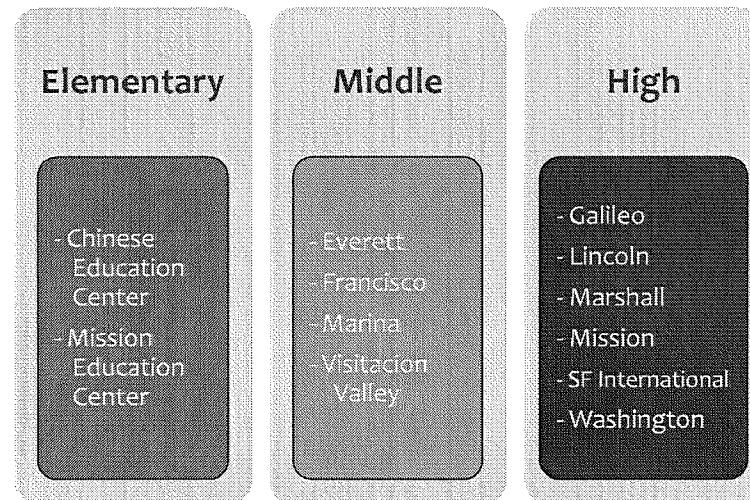 Elementary
- Chinese
Education
Center
- Mission
Education
Center
Middle
- Everett
- Francisco
- Marina
- Visitacion
Valley
High
- Galileo
- Lincoln
- Marshall
- Mission
- SF International
- Washington